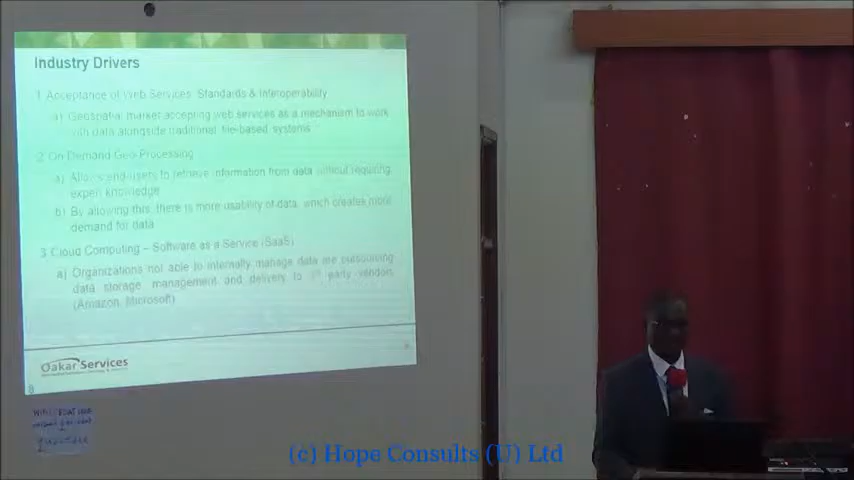 Industry Drivers
1 Acceptance of Web Services: Standards & Interoperability
a) Geospatial market accepting web services as a mechanism to work
with data alongside traditional file-based systems
2 On Demand Geo-Processing
a) Allows end-users to retrieve information from data without requiring
expert knowledge
b) By allowing this, there is more usability of data, which creates more
demand for data
3 Cloud Computing – Software as a Service (SaaS)
a) Organizations not able to internally manage data are outsourcing
data storage, management and delivery to 3rd party vendors
(Amazon, Microsoft)
Oakar Services
8
(c) Hope Consults (U) Ltd